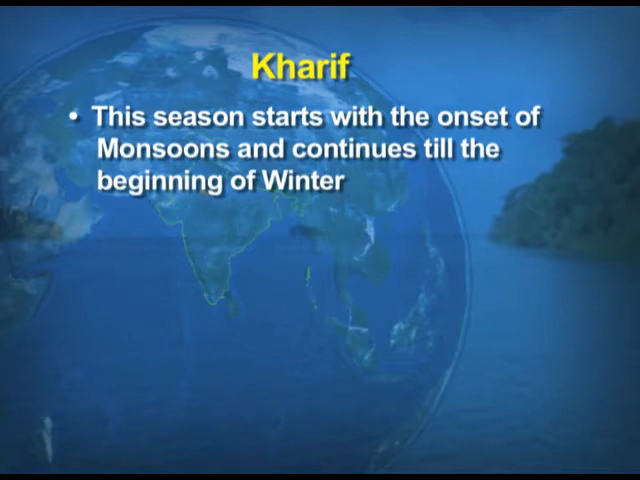 Kharif
• This season starts with the onset of
Monsoons and continues till the
beginning of Winter